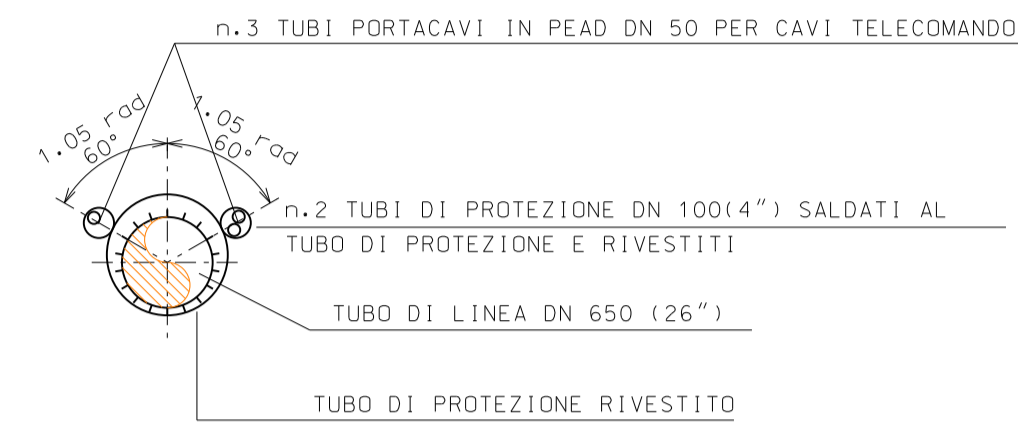 n.3 TUBI PORTACAVI IN PEAD DN 50 PER CAVI TELECOMANDO
1.05 rad
60°
1.05 rad
60°
n.2 TUBI DI PROTEZIONE DN 100(4") SALDATI AL
TUBO DI PROTEZIONE E RIVESTITI
TUBO DI LINEA DN 650 (26")
TUBO DI PROTEZIONE RIVESTITO